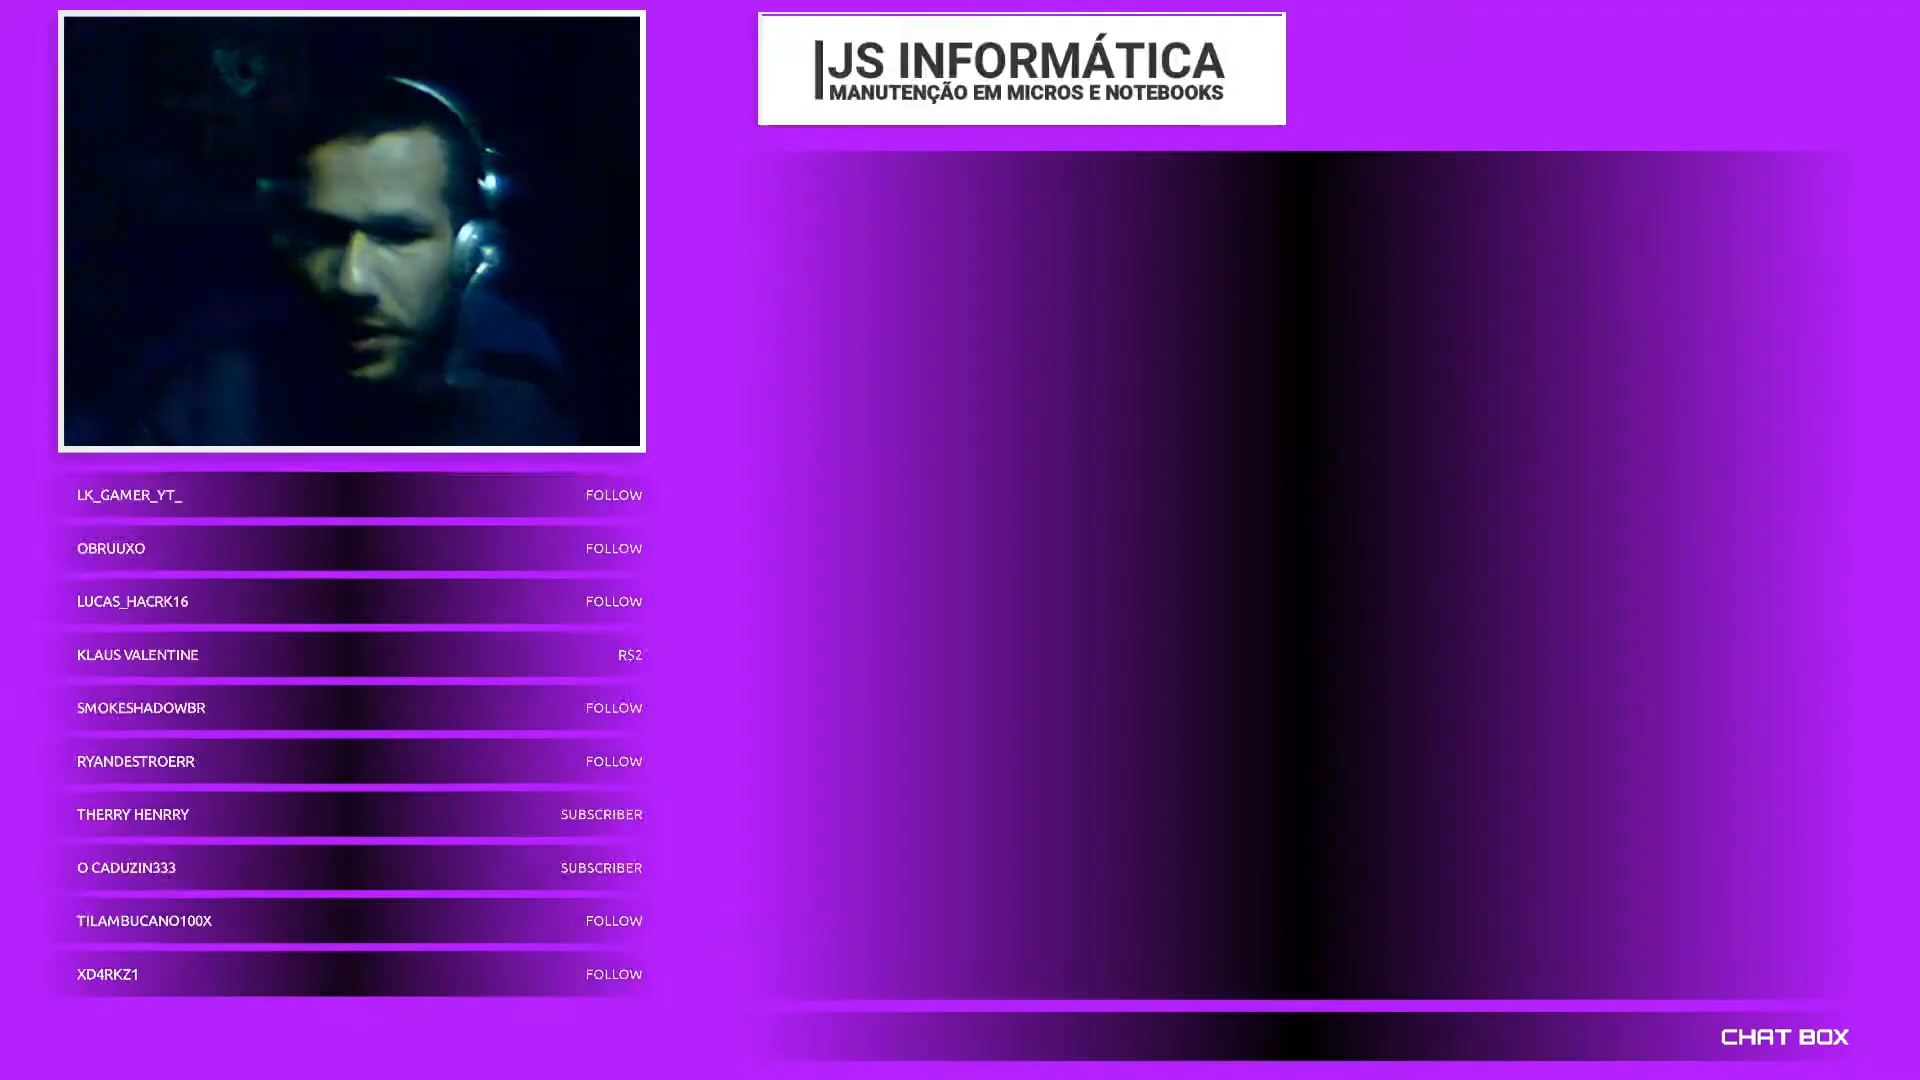 JS INFORMÁTICA
MANUTENÇÃO EM MICROS E NOTEBOOKS
LK_GAMER_YT_ FOLLOW
OBRUUXO FOLLOW
LUCAS_HACRK16 FOLLOW
KLAUS VALENTINE R$2
SMOKESHADOWBR FOLLOW
RYANDESTROERR FOLLOW
THERRY HENRRY SUBSCRIBER
O CADUZIN333 SUBSCRIBER
TILAMBUCANO100X FOLLOW
XD4RKZ1 FOLLOW
CHAT BOX